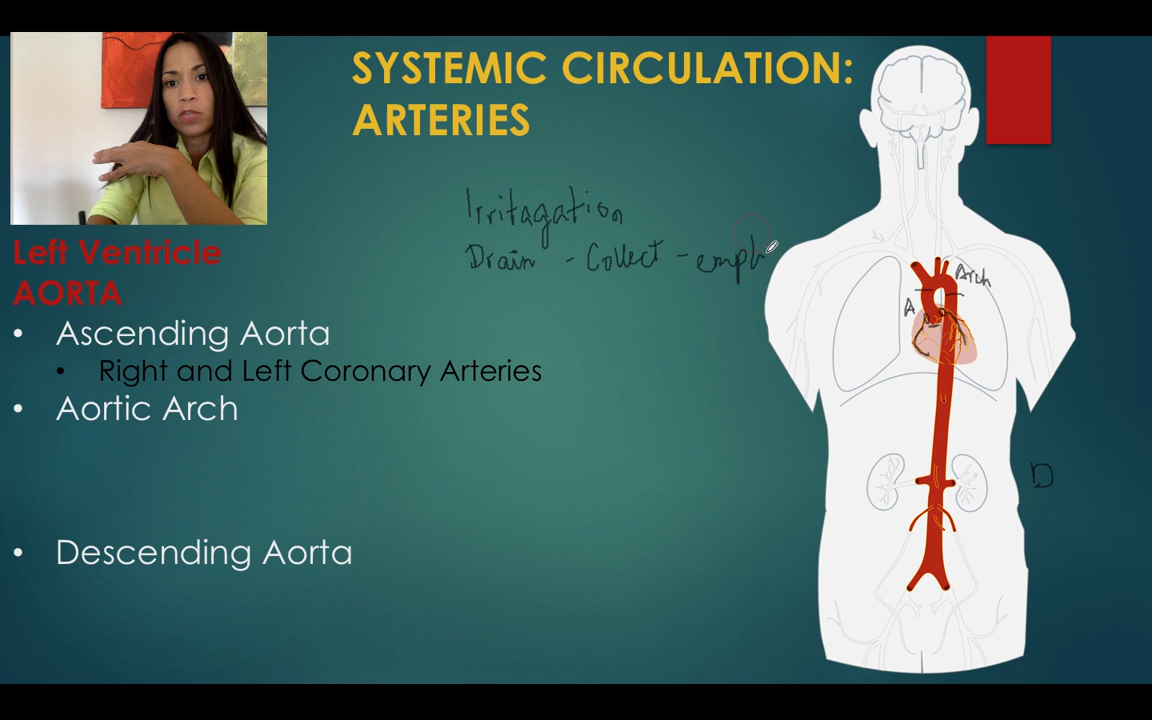 SYSTEMIC CIRCULATION:
ARTERIES
Irritagation
Drain - Collect - emph
Left Ventricle
AORTA
• Ascending Aorta
• Right and Left Coronary Arteries
• Aortic Arch
• Descending Aorta
Arch
A
D